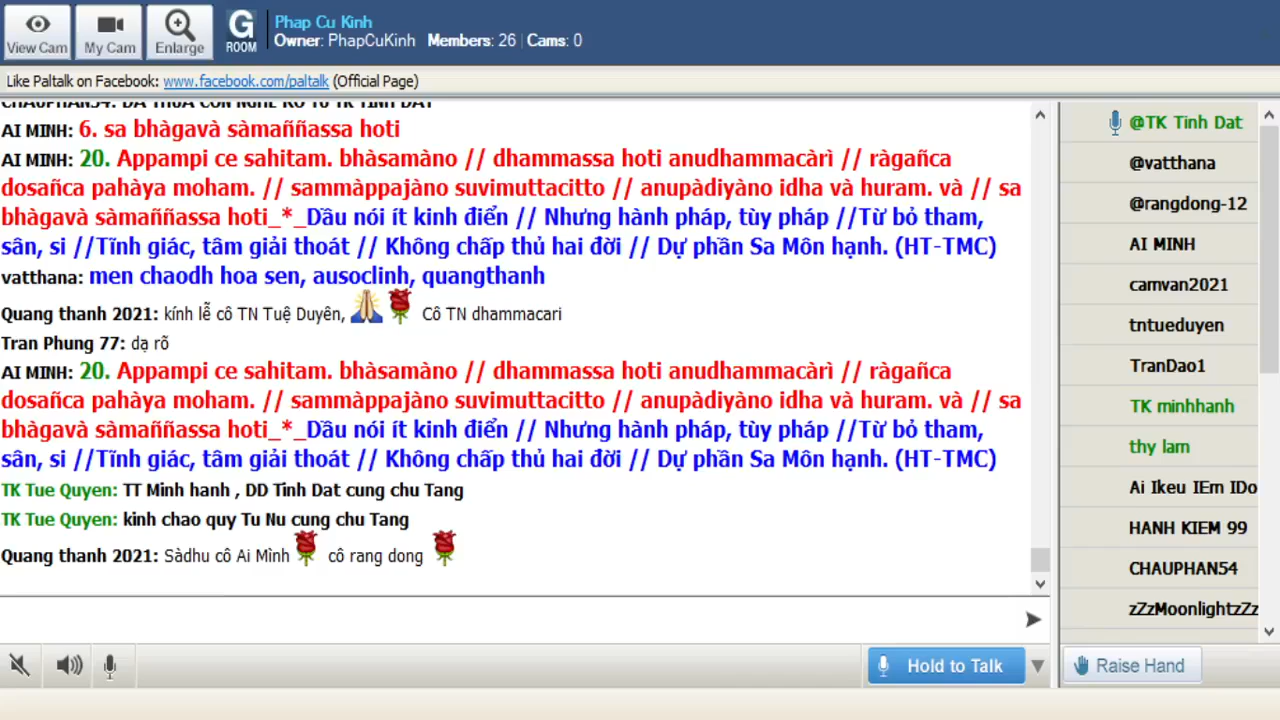 View Cam
My Cam
Enlarge
G
ROOM
Phap Cu Kinh
Owner: PhapCuKinh Members: 26 | Cams: 0
Like Paltalk on Facebook: www.facebook.com/paltalk (Official Page)
CHAUPHAN54: DẠ THƯA CON NGHE RÕ
AI MINH: 6. sa bhàgavà sàmaññassa hoti
AI MINH: 20. Appampi ce sahitam. bhàsamàno // dhammassa hoti anudhammacàrì // ràgañca
dosañca pahàya moham. // sammàppajàno suvimuttacitto // anupàdiyàno idha và huram. và // sa
bhàgavà sàmaññassa hoti_*_Dầu nói ít kinh điển // Nhưng hành pháp, tùy pháp //Từ bỏ tham,
sân, si //Tĩnh giác, tâm giải thoát // Không chấp thủ hai đời // Dự phần Sa Môn hạnh. (HT-TMC)
vatthana: men chaodh hoa sen, ausoclinh, quangthanh
Quang thanh 2021: kính lễ cô TN Tuệ Duyên, Cô TN dhammacari
Tran Phung 77: dạ rõ
AI MINH: 20. Appampi ce sahitam. bhàsamàno // dhammassa hoti anudhammacàrì // ràgañca
dosañca pahàya moham. // sammàppajàno suvimuttacitto // anupàdiyàno idha và huram. và // sa
bhàgavà sàmaññassa hoti_*_Dầu nói ít kinh điển // Nhưng hành pháp, tùy pháp //Từ bỏ tham,
sân, si //Tĩnh giác, tâm giải thoát // Không chấp thủ hai đời // Dự phần Sa Môn hạnh. (HT-TMC)
TK Tue Quyen: TT Minh hanh , DD Tinh Dat cung chu Tang
TK Tue Quyen: kinh chao quy Tu Nu cung chu Tang
Quang thanh 2021: Sàdhu cô Ai Mình cô rang dong
Hold to Talk
@TK Tinh Dat
@vatthana
@rangdong-12
AI MINH
camvan2021
tntueduyen
TranDao1
TK minhhanh
thy lam
Ai Ikeu IEm IDo
HANH KIEM 99
CHAUPHAN54
zZzMoonlightzZz
Raise Hand